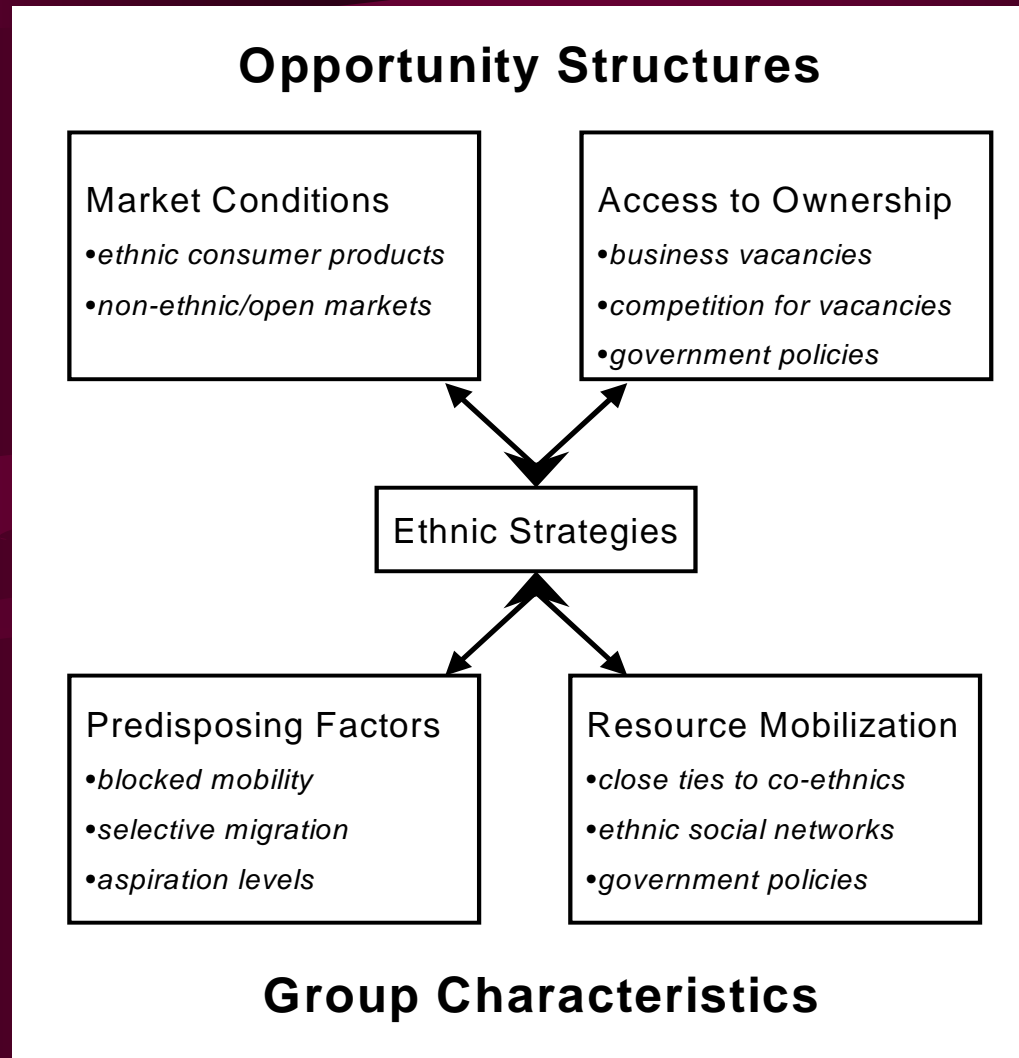 Opportunity Structures
Market Conditions
•ethnic consumer products
•non-ethnic/open markets
Access to Ownership
•business vacancies
•competition for vacancies
•government policies
Ethnic Strategies
Predisposing Factors
•blocked mobility
•selective migration
•aspiration levels
Resource Mobilization
•close ties to co-ethnics
•ethnic social networks
•government policies
Group Characteristics